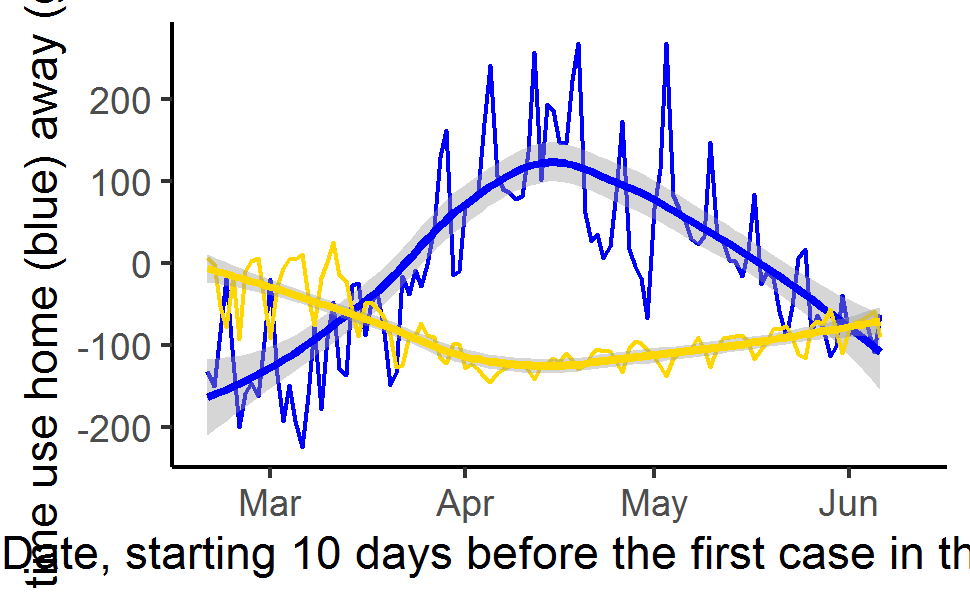 time use home (blue) away (
200
100
0
-100
-200
Mar Apr May Jun
Date, starting 10 days before the first case in th